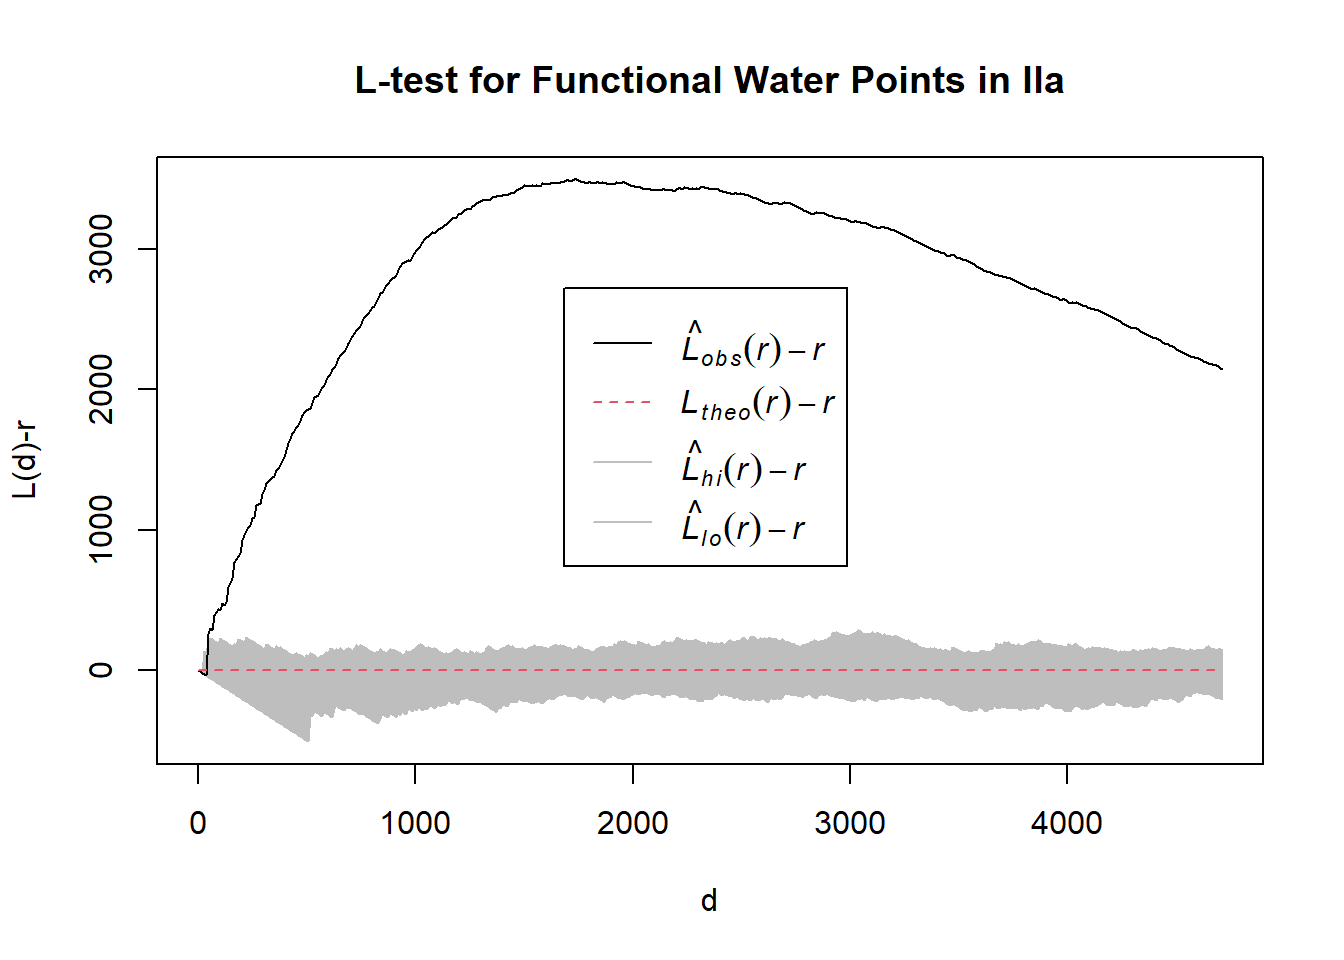 L-test for Functional Water Points in Ila
L(d)-r
3000
2000
1000
0
L̂obs(r) − r
Ltheo(r) − r
L̂hi(r) − r
L̂lo(r) − r
0 1000 2000 3000 4000
d